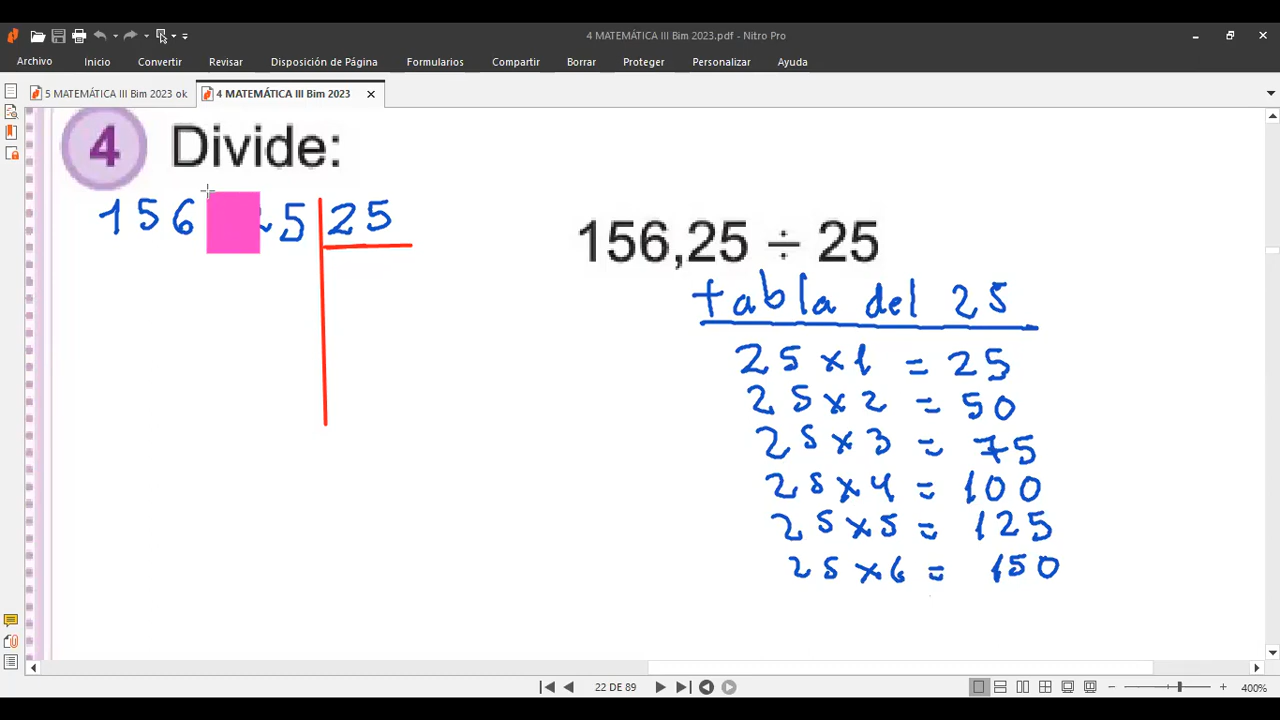 4 MATEMÁTICA III Bim 2023.pdf - Nitro Pro
Archivo Inicio Convertir Revisar Disposición de Página Formularios Compartir Borrar Proteger Personalizar Ayuda
5 MATEMÁTICA III Bim 2023 ok 4 MATEMÁTICA III Bim 2023
4 Divide:
156 5 25
156,25 ÷ 25
tabla del 25
25 x 1 = 25
25 x 2 = 50
25 x 3 = 75
25 x 4 = 100
25 x 5 = 125
25 x 6 = 150
22 DE 89
400%